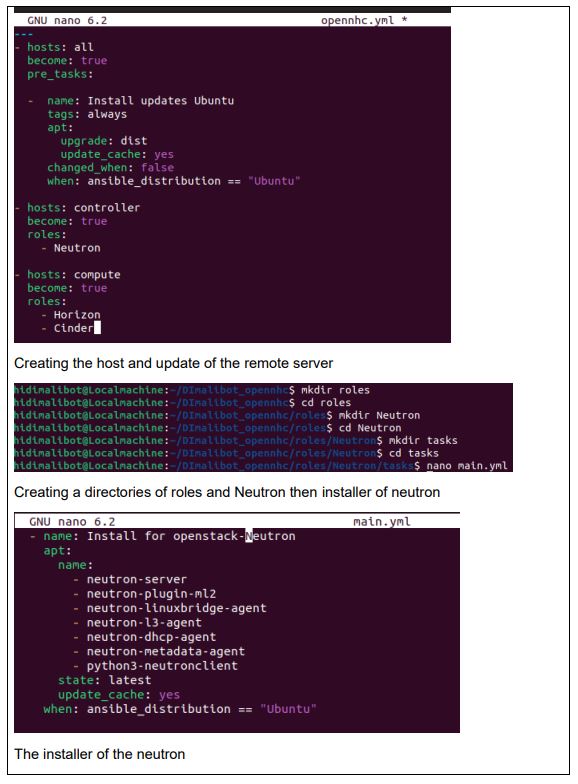 GNU nano 6.2 opennhc.yml *
---
- hosts: all
become: true
pre_tasks:
- name: Install updates Ubuntu
tags: always
apt:
upgrade: dist
update_cache: yes
changed_when: false
when: ansible_distribution == "Ubuntu"
- hosts: controller
become: true
roles:
- Neutron
- hosts: compute
become: true
roles:
- Horizon
- Cinder
Creating the host and update of the remote server
hidimalibot@Localmachine:~/DImalibot_opennhc$ mkdir roles
hidimalibot@Localmachine:~/DImalibot_opennhc$ cd roles
hidimalibot@Localmachine:~/DImalibot_opennhc/roles$ mkdir Neutron
hidimalibot@Localmachine:~/DImalibot_opennhc/roles$ cd Neutron
hidimalibot@Localmachine:~/DImalibot_opennhc/roles/Neutron$ mkdir tasks
hidimalibot@Localmachine:~/DImalibot_opennhc/roles/Neutron$ cd tasks
hidimalibot@Localmachine:~/DImalibot_opennhc/roles/Neutron/tasks$ nano main.yml
Creating a directories of roles and Neutron then installer of neutron
GNU nano 6.2 main.yml
- name: Install for openstack-Neutron
apt:
name:
- neutron-server
- neutron-plugin-ml2
- neutron-linuxbridge-agent
- neutron-l3-agent
- neutron-dhcp-agent
- neutron-metadata-agent
- python3-neutronclient
state: latest
update_cache: yes
when: ansible_distribution == "Ubuntu"
The installer of the neutron